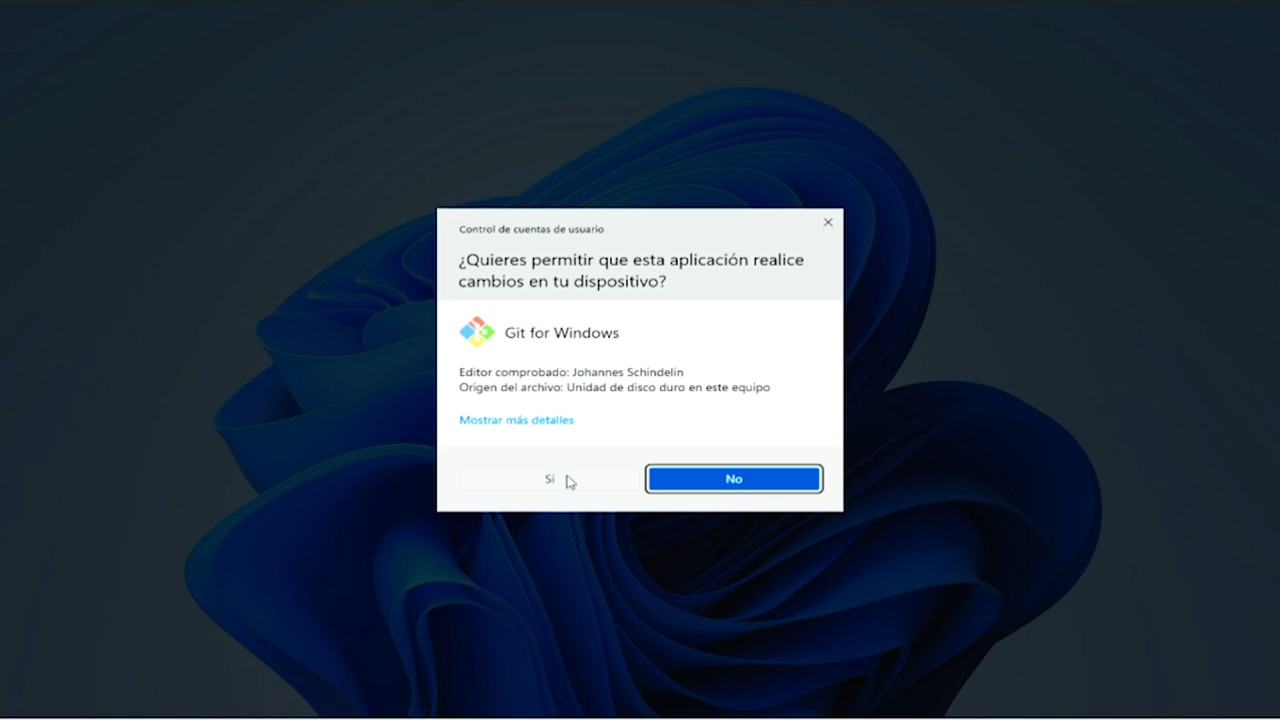 Control de cuentas de usuario
¿Quieres permitir que esta aplicación realice
cambios en tu dispositivo?
Git for Windows
Editor comprobado: Johannes Schindelin
Origen del archivo: Unidad de disco duro en este equipo
Mostrar más detalles
Sí
No